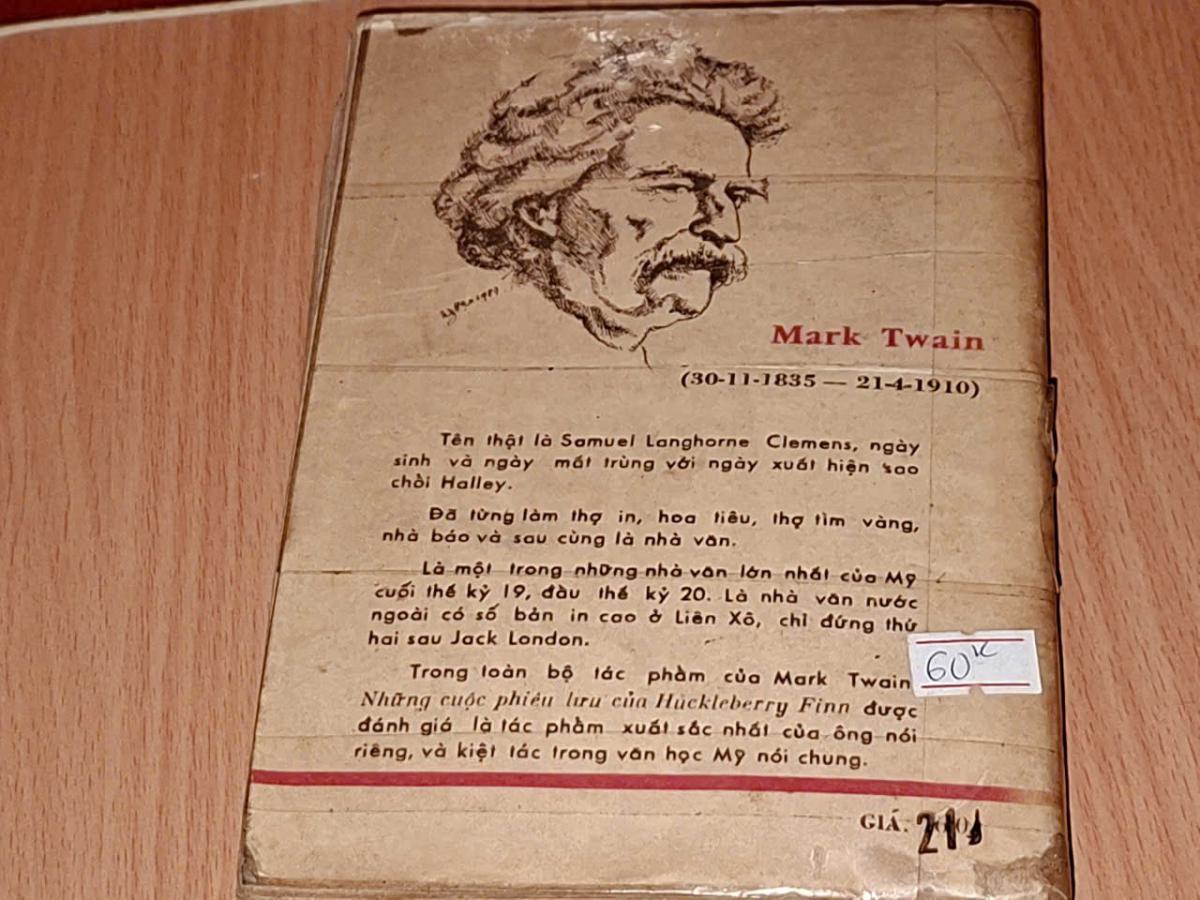 Mark Twain
(30-11-1835 — 21-4-1910)
Tên thật là Samuel Langhorne Clemens, ngày
sinh và ngày mất trùng với ngày xuất hiện sao
chổi Halley.
Đã từng làm thợ in, hoa tiêu, thợ tìm vàng,
nhà báo và sau cùng là nhà văn.
Là một trong những nhà văn lớn nhất của Mỹ
cuối thế kỷ 19, đầu thế kỷ 20. Là nhà văn nước
ngoài có số bản in cao ở Liên Xô, chỉ đứng thứ
hai sau Jack London.
Trong toàn bộ tác phẩm của Mark Twain
Những cuộc phiêu lưu của Huckleberry Finn được
đánh giá là tác phẩm xuất sắc nhất của ông nói
riêng, và kiệt tác trong văn học Mỹ nói chung.
60K
GIÁ.